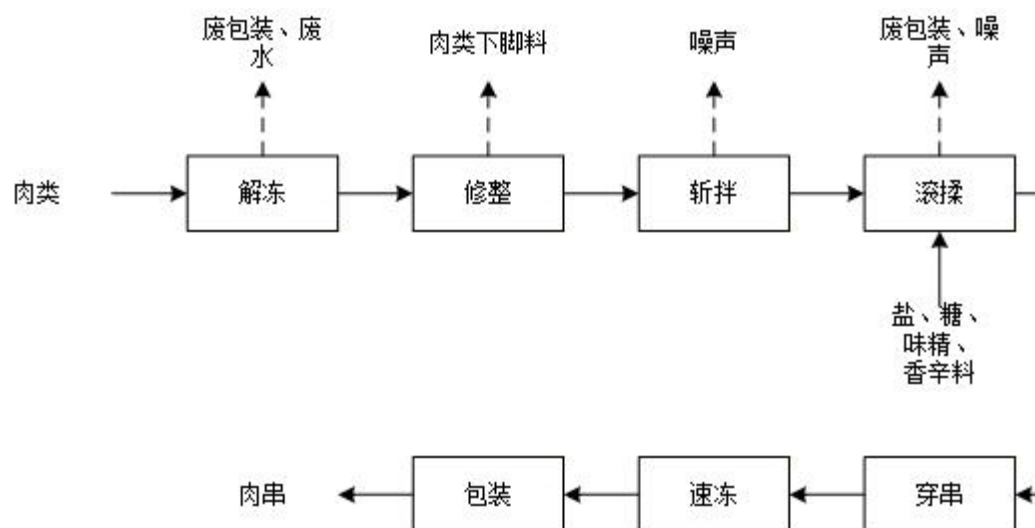 废包装、废
水
肉类下脚料
噪声
废包装、噪
声
肉类
解冻
修整
斩拌
滚揉
盐、糖、
味精、
香辛料
肉串
包装
速冻
穿串